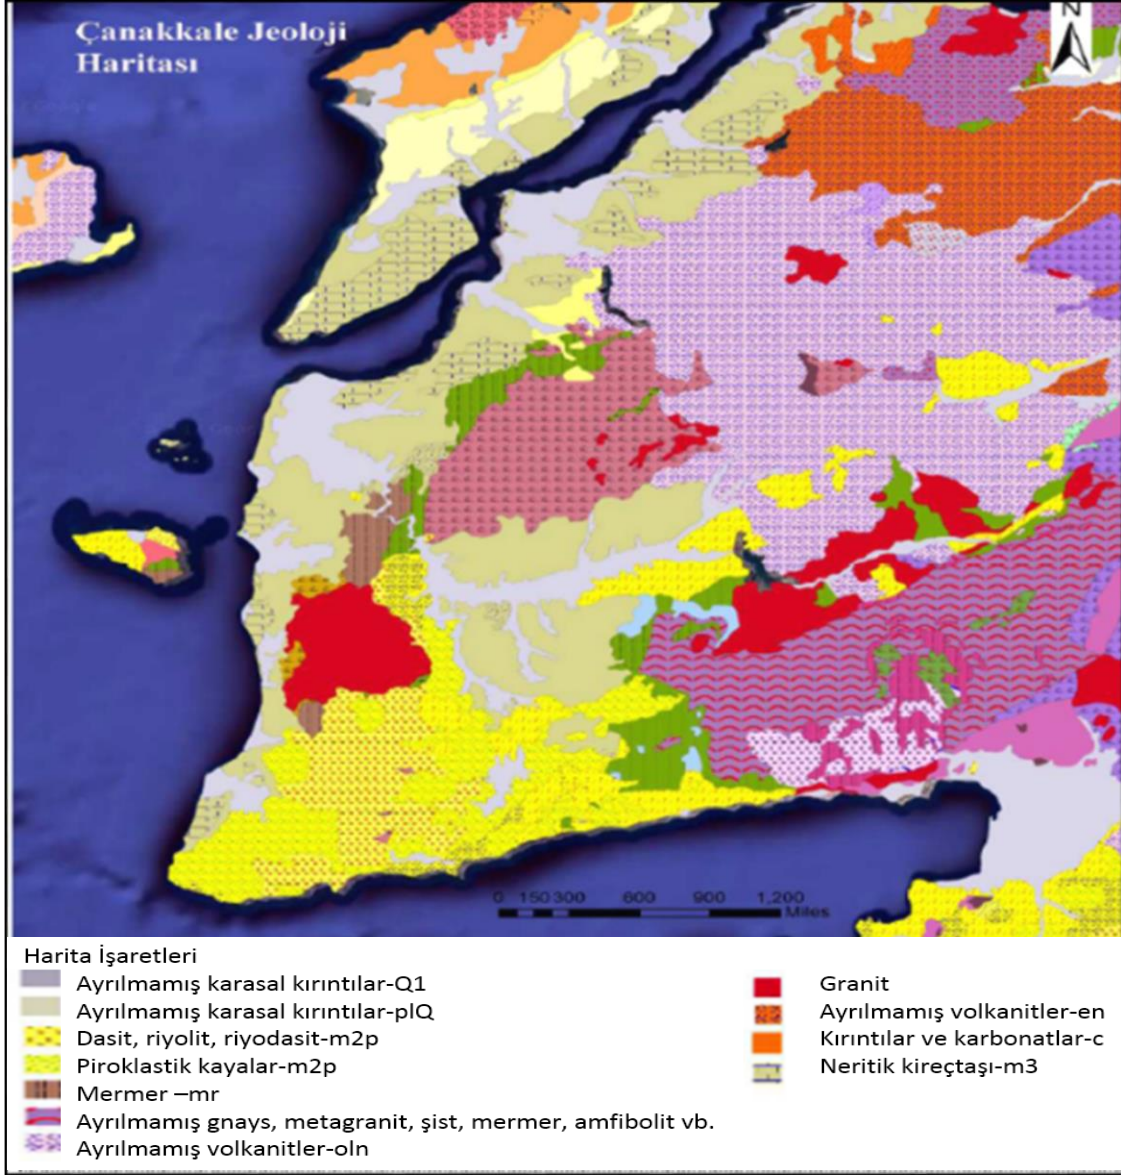 Çanakkale Jeoloji
Haritası
N
0 150 300 600 900 1,200
Miles
Harita İşaretleri
Ayrılmamış karasal kırıntılar-Q1
Ayrılmamış karasal kırıntılar-plQ
Dasit, riyolit, riyodasit-m2p
Piroklastik kayalar-m2p
Mermer –mr
Ayrılmamış gnays, metagranit, şist, mermer, amfibolit vb.
Ayrılmamış volkanitler-oln
Granit
Ayrılmamış volkanitler-en
Kırıntılar ve karbonatlar-c
Neritik kireçtaşı-m3